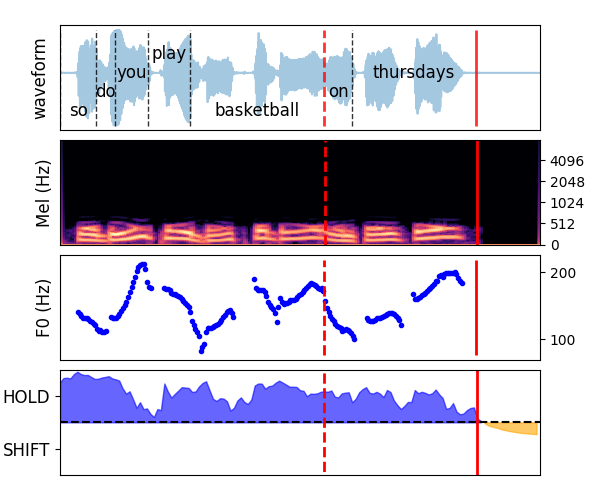 waveform
so
do
you
play
basketball
on
thursdays
Mel (Hz)
4096
2048
1024
512
0
F0 (Hz)
200
100
HOLD
SHIFT